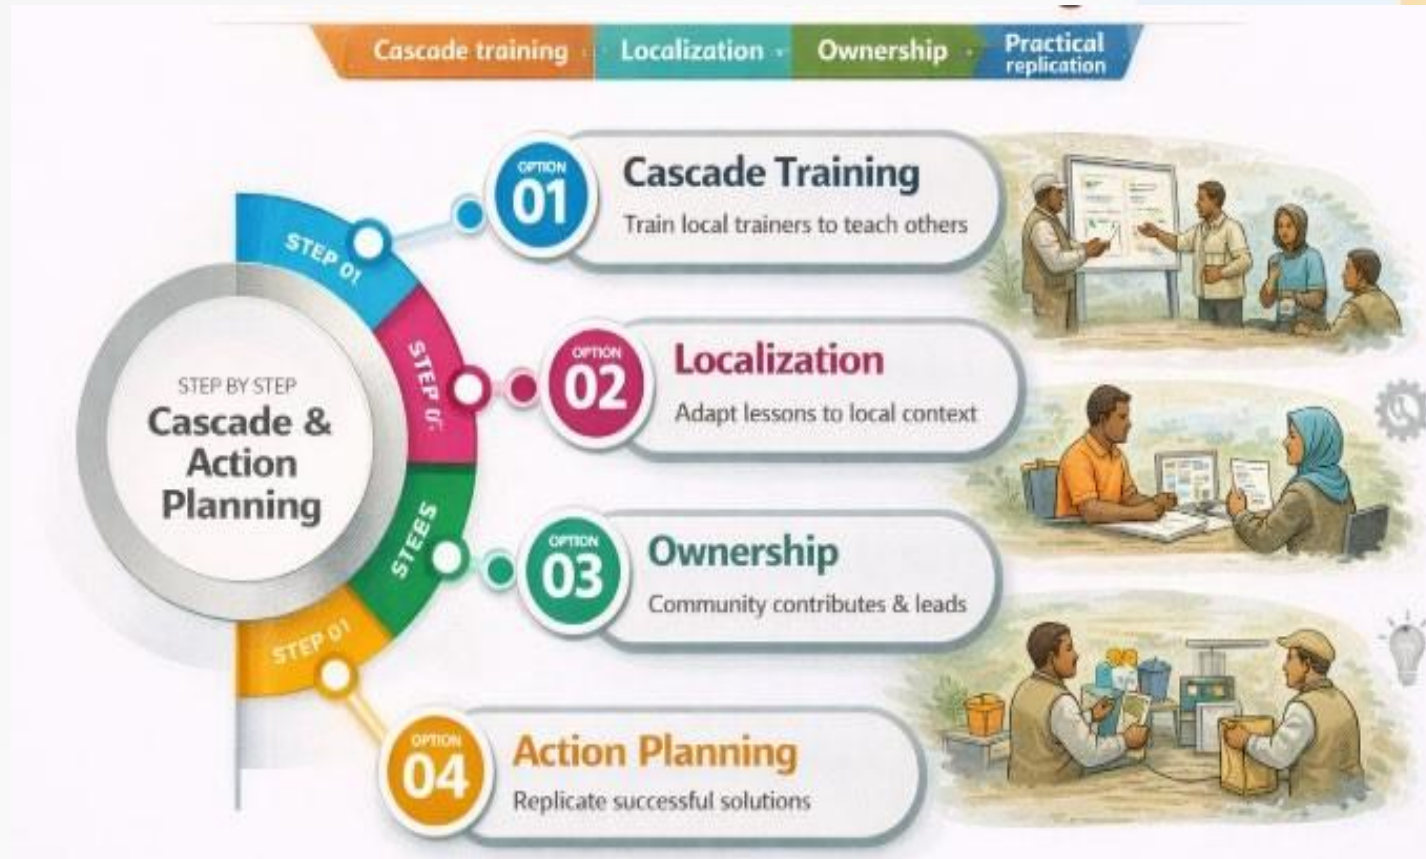 Cascade training
Localization
Ownership
Practical
replication
OPTION
01
Cascade Training
Train local trainers to teach others
STEP 01
OPTION
02
Localization
Adapt lessons to local context
STEP
STEP BY STEP
Cascade &
Action
Planning
OPTION
03
Ownership
Community contributes & leads
STEES
STEP 01
OPTION
04
Action Planning
Replicate successful solutions